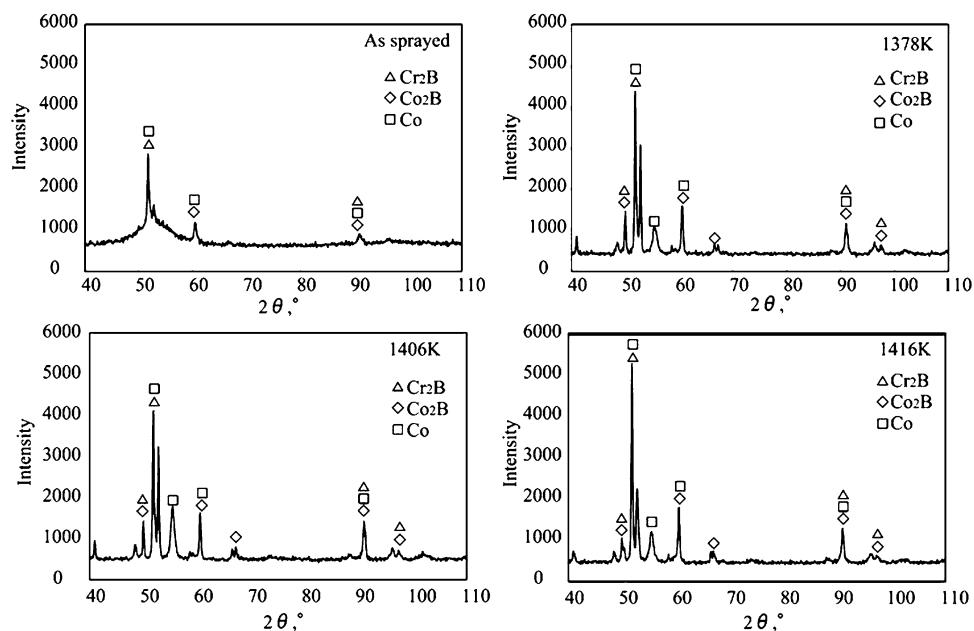 6000
5000
4000
3000
2000
1000
0
Intensity
As sprayed
△ Cr₂B
◇ Co₂B
□ Co
40 50 60 70 80 90 100 110
2θ,°
6000
5000
4000
3000
2000
1000
0
Intensity
1378K
△ Cr₂B
◇ Co₂B
□ Co
40 50 60 70 80 90 100 110
2θ,°
6000
5000
4000
3000
2000
1000
0
Intensity
1406K
△ Cr₂B
◇ Co₂B
□ Co
40 50 60 70 80 90 100 110
2θ,°
6000
5000
4000
3000
2000
1000
0
Intensity
1416K
△ Cr₂B
◇ Co₂B
□ Co
40 50 60 70 80 90 100 110
2θ,°